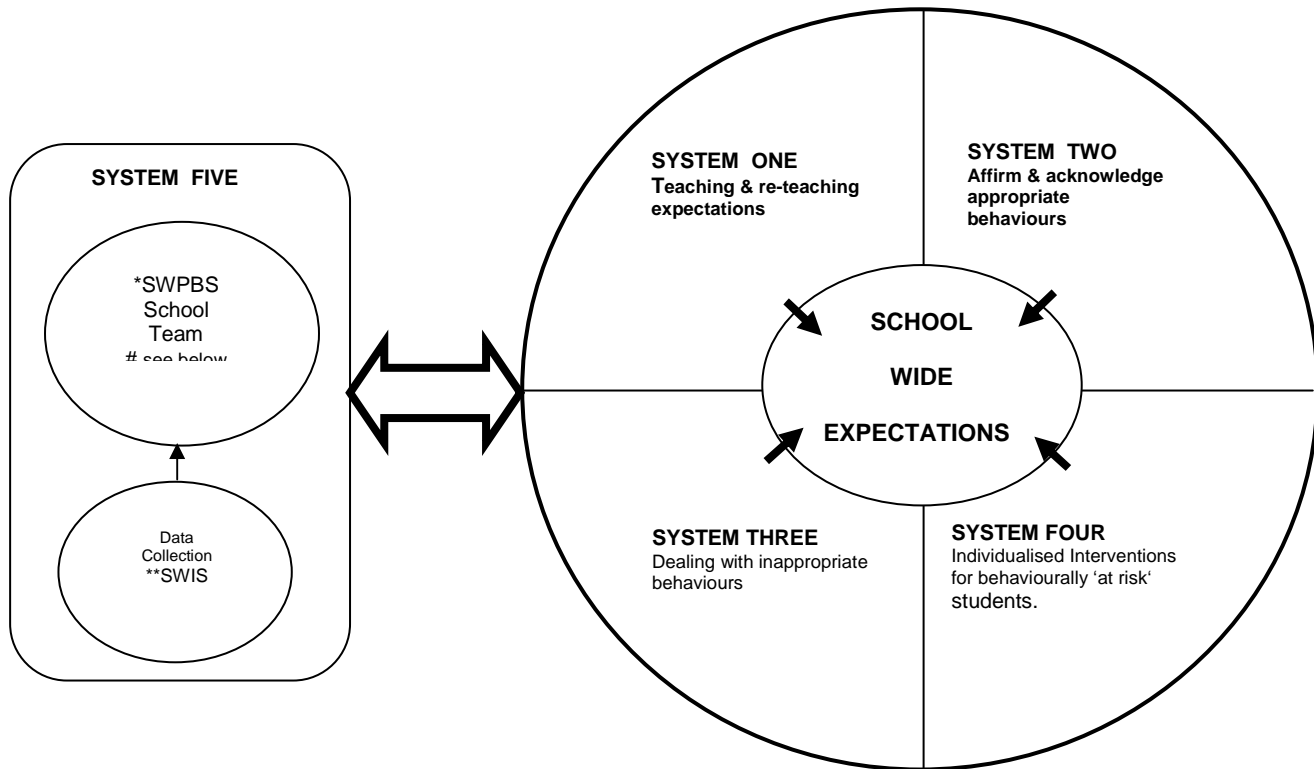 SYSTEM FIVE
*SWPBS
School
Team
# see below
Data
Collection
**SWIS
SYSTEM ONE
Teaching & re-teaching
expectations
SYSTEM TWO
Affirm & acknowledge
appropriate
behaviours
SCHOOL
WIDE
EXPECTATIONS
SYSTEM THREE
Dealing with inappropriate
behaviours
SYSTEM FOUR
Individualised Interventions
for behaviourally ‘at risk‘
students.